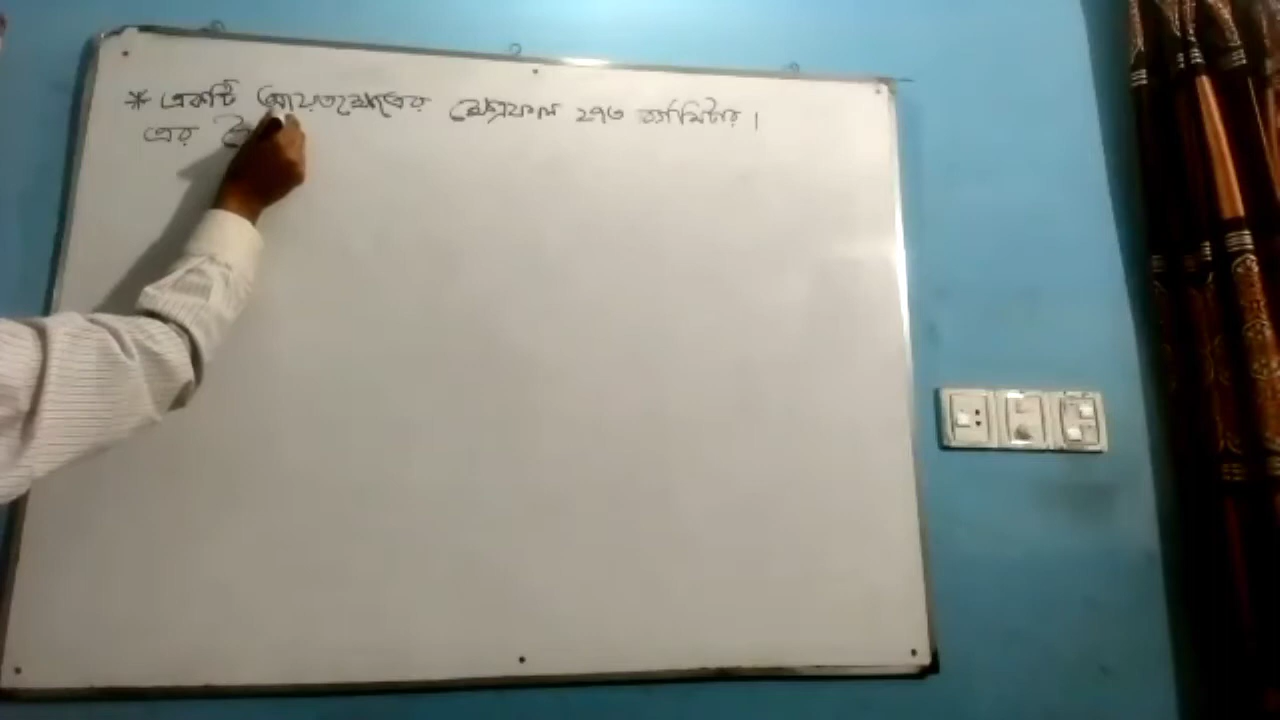 * একটি আয়তক্ষেত্রের ক্ষেত্রফল ২৭৩ বর্গমিটার।
এর